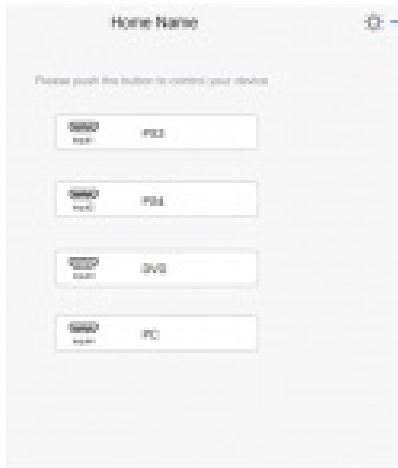 Home Name
Please push the button to control your device
PS3
PS4
DVD
PC